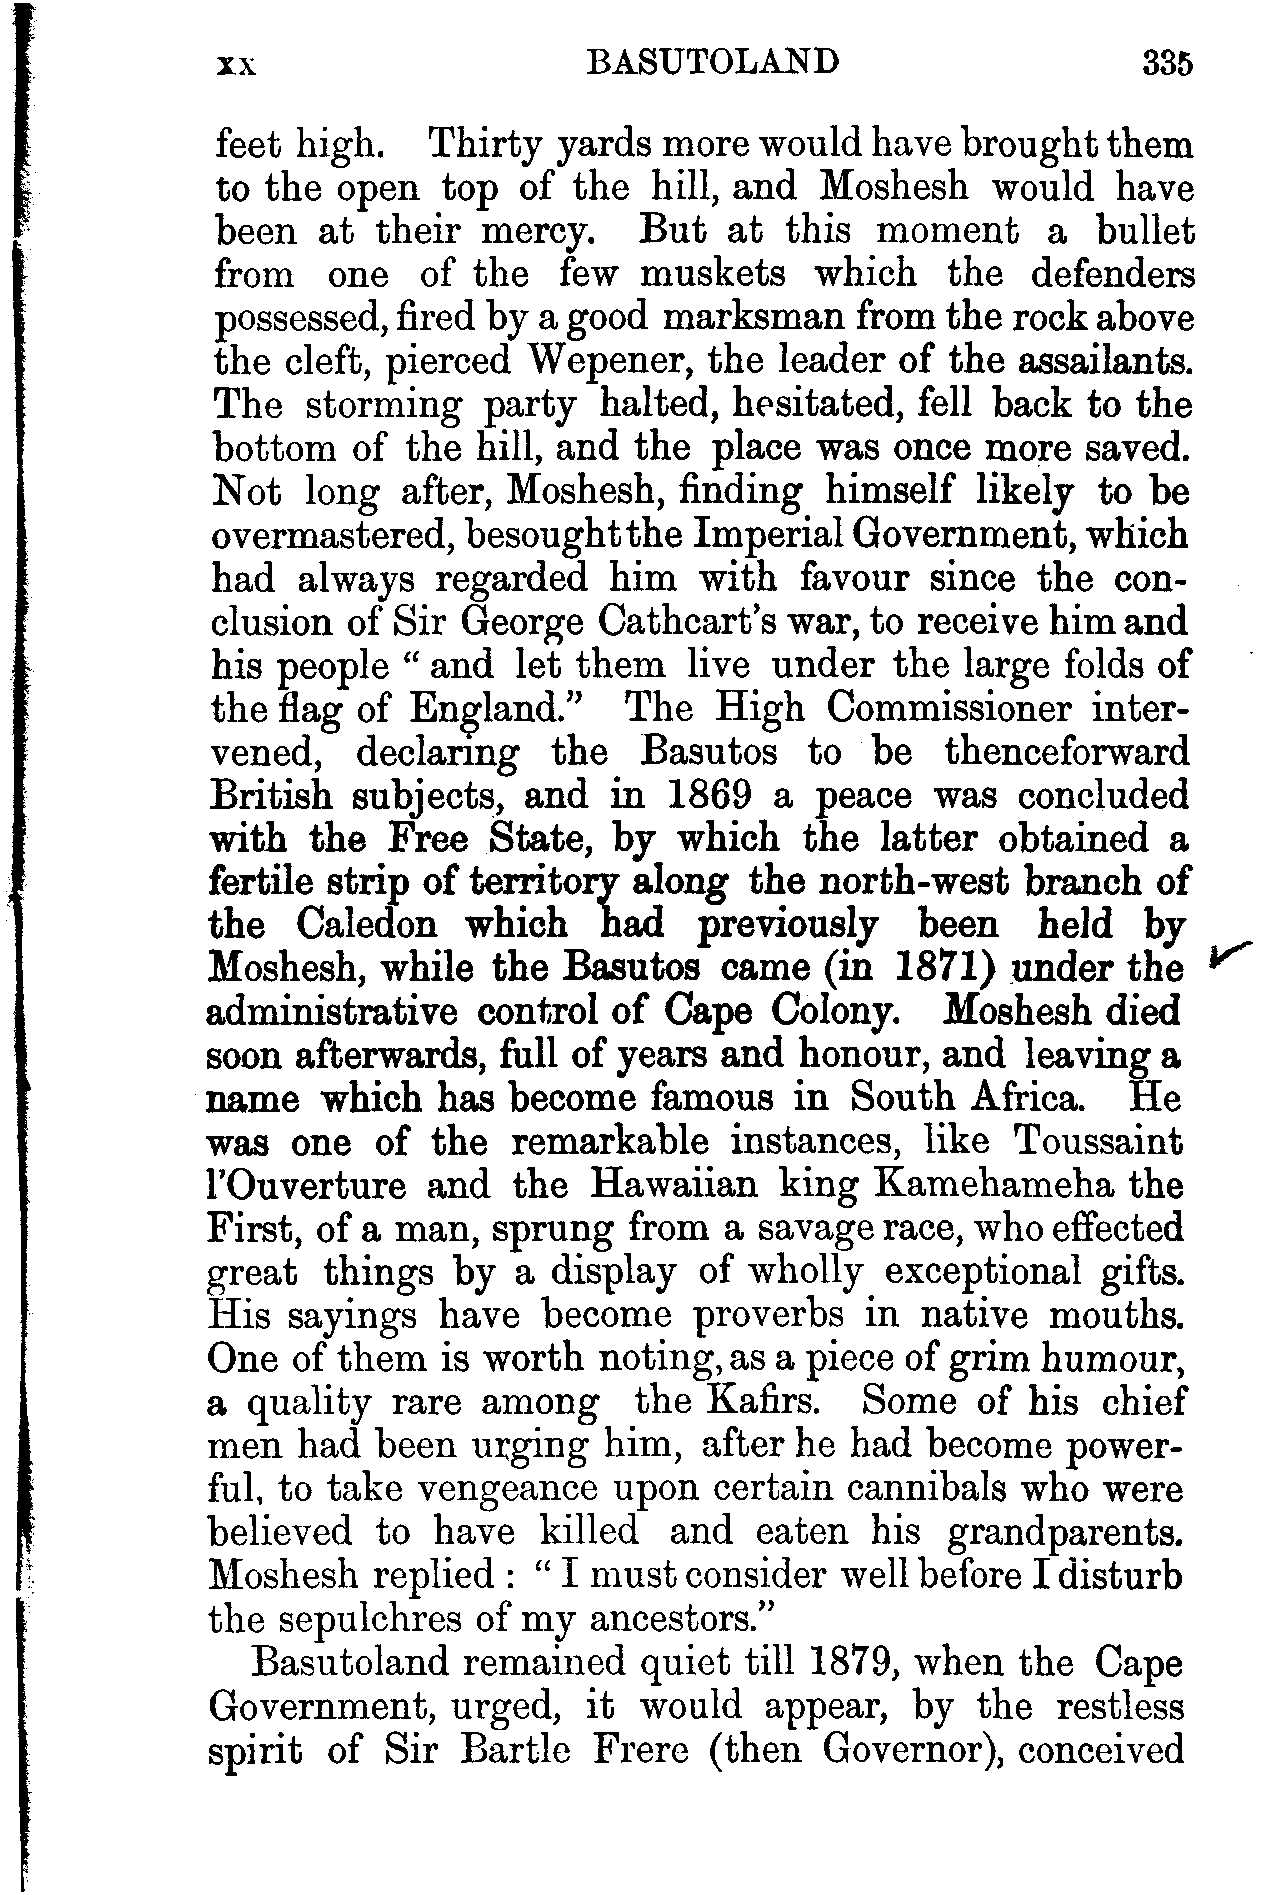 xx BASUTOLAND 335
feet high. Thirty yards more would have brought them
to the open top of the hill, and Moshesh would have
been at their mercy. But at this moment a bullet
from one of the few muskets which the defenders
possessed, fired by a good marksman from the rock above
the cleft, pierced Wepener, the leader of the assailants.
The storming party halted, hesitated, fell back to the
bottom of the hill, and the place was once more saved.
Not long after, Moshesh, finding himself likely to be
overmastered, besought the Imperial Government, which
had always regarded him with favour since the con-
clusion of Sir George Cathcart's war, to receive him and
his people "and let them live under the large folds of
the flag of England." The High Commissioner inter-
vened, declaring the Basutos to be thenceforward
British subjects, and in 1869 a peace was concluded
with the Free State, by which the latter obtained a
fertile strip of territory along the north-west branch of
the Caledon which had previously been held by
Moshesh, while the Basutos came (in 1871) under the
administrative control of Cape Colony. Moshesh died
soon afterwards, full of years and honour, and leaving a
name which has become famous in South Africa. He
was one of the remarkable instances, like Toussaint
l'Ouverture and the Hawaiian king Kamehameha the
First, of a man, sprung from a savage race, who effected
great things by a display of wholly exceptional gifts.
His sayings have become proverbs in native mouths.
One of them is worth noting, as a piece of grim humour,
a quality rare among the Kafirs. Some of his chief
men had been urging him, after he had become power-
ful, to take vengeance upon certain cannibals who were
believed to have killed and eaten his grandparents.
Moshesh replied : "I must consider well before I disturb
the sepulchres of my ancestors."
Basutoland remained quiet till 1879, when the Cape
Government, urged, it would appear, by the restless
spirit of Sir Bartle Frere (then Governor), conceived